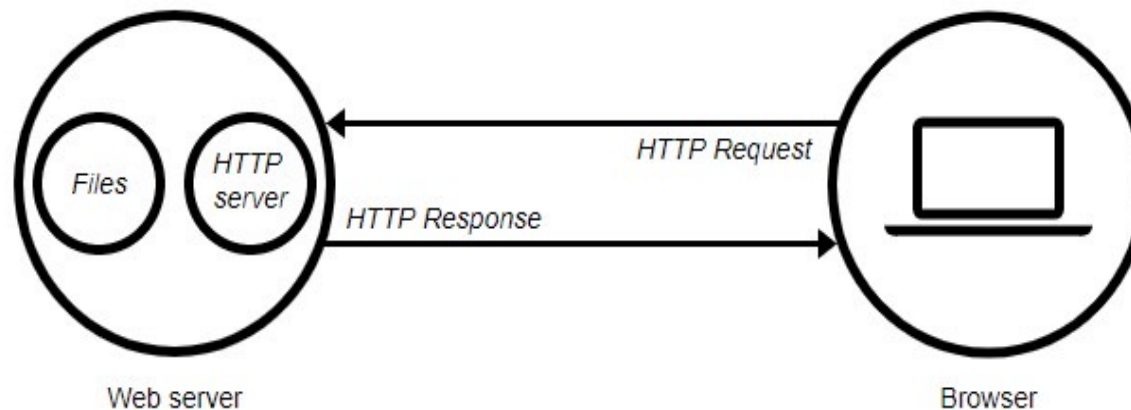 Files
HTTP
server
HTTP Request
HTTP Response
Web server
Browser